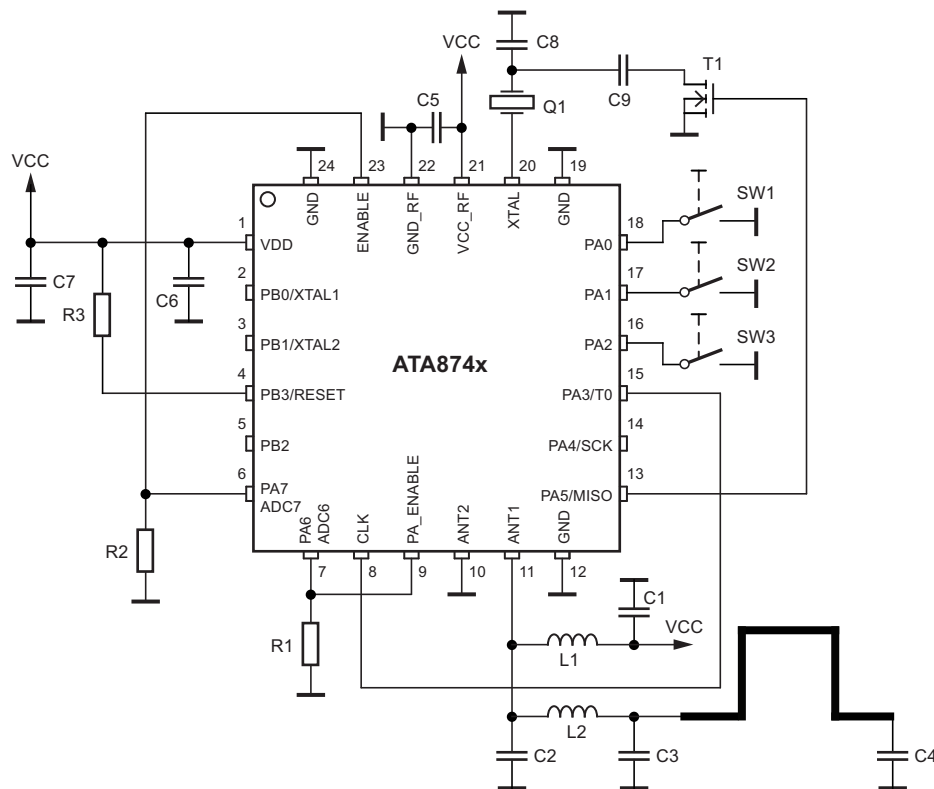 C8
VCC
T1
C5
Q1
C9
VCC
24
23
22
21
20
19
GND
ENABLE
GND_RF
VCC_RF
XTAL
GND
SW1
1
VDD
18
PA0
C7
C6
R3
2
PB0/XTAL1
17
PA1
SW2
3
PB1/XTAL2
16
PA2
SW3
ATA874x
4
PB3/RESET
15
PA3/T0
5
PB2
14
PA4/SCK
6
PA7
ADC7
13
PA5/MISO
R2
PA6
ADC6
CLK
PA_ENABLE
ANT2
ANT1
GND
7
8
9
10
11
12
R1
C1
VCC
L1
L2
C2
C3
C4